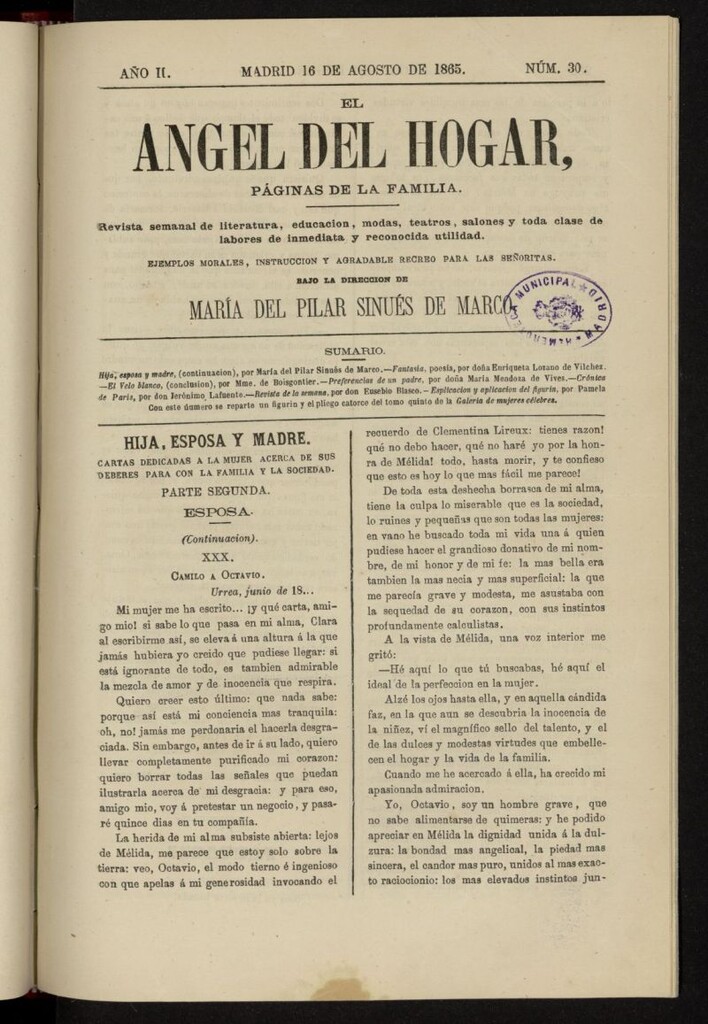 AÑO II. MADRID 16 DE AGOSTO DE 1865. NÚM. 30.
EL
ANGEL DEL HOGAR,
PÁGINAS DE LA FAMILIA.
Revista semanal de literatura, educacion, modas, teatros, salones y toda clase de
labores de inmediata y reconocida utilidad.
EJEMPLOS MORALES, INSTRUCCION Y AGRADABLE RECREO PARA LAS SEÑORITAS.
BAJO LA DIRECCION DE
MARÍA DEL PILAR SINUÉS DE MARCO
HEMEROTECA MUNICIPAL MADRID
SUMARIO.
Hija, esposa y madre, (continuacion), por María del Pilar Sinués de Marco.—Fantasía, poesía, por doña Enriqueta Lozano de Vilchez.
—El Velo blanco, (conclusion), por Mme. de Boisgontier.—Preferencias de un padre, por doña María Mendoza de Vives.—Crónica
de París, por don Jerónimo Lafuente.—Revista de la semana, por don Eusebio Blasco.—Esplicacion y aplicacion del figurin, por Pamela
Con este número se reparte un figurin y el pliego catorce del tomo quinto de la Galería de mujeres célebres.
HIJA, ESPOSA Y MADRE.
CARTAS DEDICADAS A LA MUJER ACERCA DE SUS
DEBERES PARA CON LA FAMILIA Y LA SOCIEDAD.
PARTE SEGUNDA.
ESPOSA.
(Continuacion).
XXX.
CAMILO A OCTAVIO.
Urrea, junio de 18...
Mi mujer me ha escrito... ¡y qué carta, ami-
go mio! si sabe lo que pasa en mi alma, Clara
al escribirme así, se eleva á una altura á la que
jamás hubiera yo creido que pudiese llegar: si
está ignorante de todo, es tambien admirable
la mezcla de amor y de inocencia que respira.
Quiero creer esto último: que nada sabe:
porque así está mi conciencia mas tranquila:
oh, no! jamás me perdonaria el hacerla desgra-
ciada. Sin embargo, antes de ir á su lado, quiero
llevar completamente purificado mi corazon:
quiero borrar todas las señales que puedan
ilustrarla acerca de mi desgracia: y para eso,
amigo mio, voy á pretestar un negocio, y pasa-
ré quince dias en tu compañía.
La herida de mi alma subsiste abierta: lejos
de Mélida, me parece que estoy solo sobre la
tierra: veo, Octavio, el modo tierno é ingenioso
con que apelas á mi generosidad invocando el
recuerdo de Clementina Lireux: tienes razon!
qué no debo hacer, qué no haré yo por la hon-
ra de Mélida! todo, hasta morir, y te confieso
que esto es hoy lo que mas fácil me parece!
De toda esta deshecha borrasca de mi alma,
tiene la culpa lo miserable que es la sociedad,
lo ruines y pequeñas que son todas las mujeres:
en vano he buscado toda mi vida una á quien
pudiese hacer el grandioso donativo de mi nom-
bre, de mi honor y de mi fe: la mas bella era
tambien la mas necia y mas superficial: la que
me parecía grave y modesta, me asustaba con
la sequedad de su corazon, con sus instintos
profundamente calculistas.
A la vista de Mélida, una voz interior me
gritó:
—Hé aquí lo que tú buscabas, hé aquí el
ideal de la perfeccion en la mujer.
Alzé los ojos hasta ella, y en aquella cándida
faz, en la que aun se descubria la inocencia de
la niñez, ví el magnífico sello del talento, y el
de las dulces y modestas virtudes que embelle-
cen el hogar y la vida de la familia.
Cuando me he acercado á ella, ha crecido mi
apasionada admiracion.
Yo, Octavio, soy un hombre grave, que
no sabe alimentarse de quimeras: y he podido
apreciar en Mélida la dignidad unida á la dul-
zura: la bondad mas angelical, la piedad mas
sincera, el candor mas puro, unidos al mas exac-
to raciocionio: los mas elevados instintos jun-